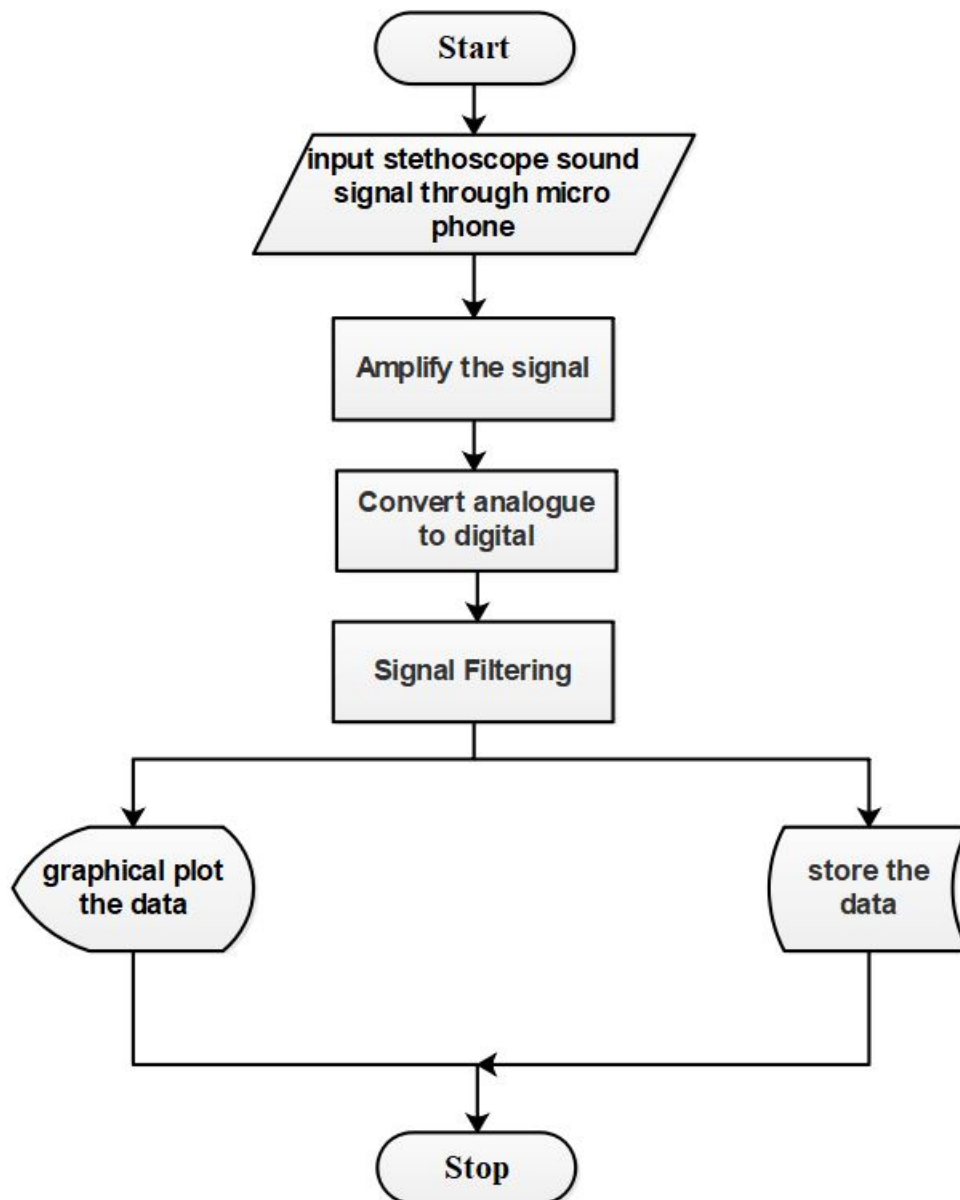 Start
input stethoscope sound
signal through micro
phone
Amplify the signal
Convert analogue
to digital
Signal Filtering
graphical plot
the data
store the
data
Stop